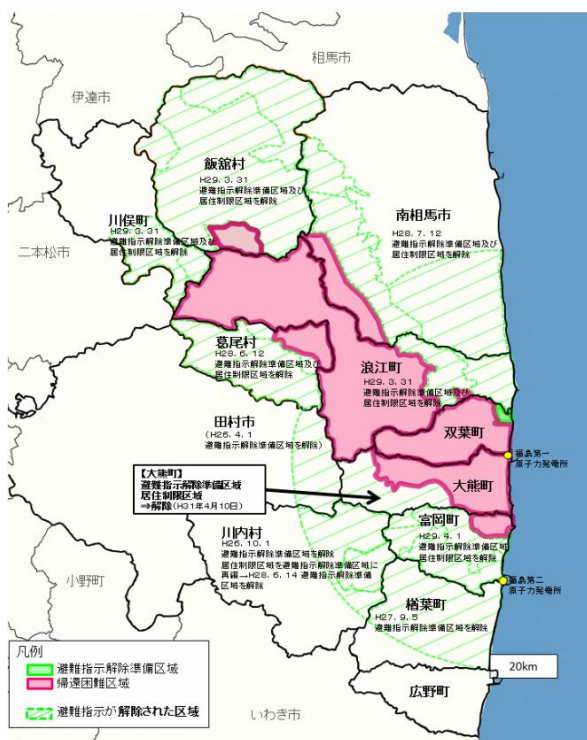 相馬市
伊達市
飯舘村
H29.3.31
避難指示解除準備区域及び
居住制限区域を解除
川俣町
H29.3.31
避難指示解除準備区域及び
居住制限区域を解除
南相馬市
H28.7.12
避難指示解除準備区域及び
居住制限区域を解除
二本松市
葛尾村
H28.6.12
避難指示解除準備区域及び
居住制限区域を解除
浪江町
H29.3.31
避難指示解除準備区域及び
居住制限区域を解除
田村市
(H26.4.1
避難指示解除準備区域を解除)
双葉町
福島第一
原子力発電所
【大熊町】
避難指示解除準備区域
居住制限区域
⇒解除(H31年4月10日)
大熊町
富岡町
H29.4.1
避難指示解除準備区域及び
居住制限区域を解除
川内村
H26.10.1
避難指示解除準備区域を解除
居住制限区域を避難指示解除準備区域に
再編→H28.6.14 避難指示解除準備区域
を解除
小野町
福島第二
原子力発電所
楢葉町
H27.9.5
避難指示解除準備区域を解除
凡例
避難指示解除準備区域
帰還困難区域
避難指示が解除された区域
20km
広野町
いわき市